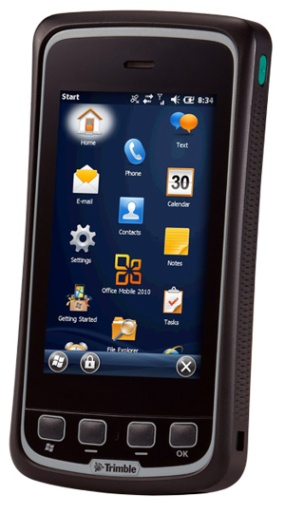 Start 8:34
Home
Text
Phone
E-mail
30
Calendar
Contacts
Settings
Notes
Office Mobile 2010
Getting Started
Tasks
File Explorer
OK
Trimble